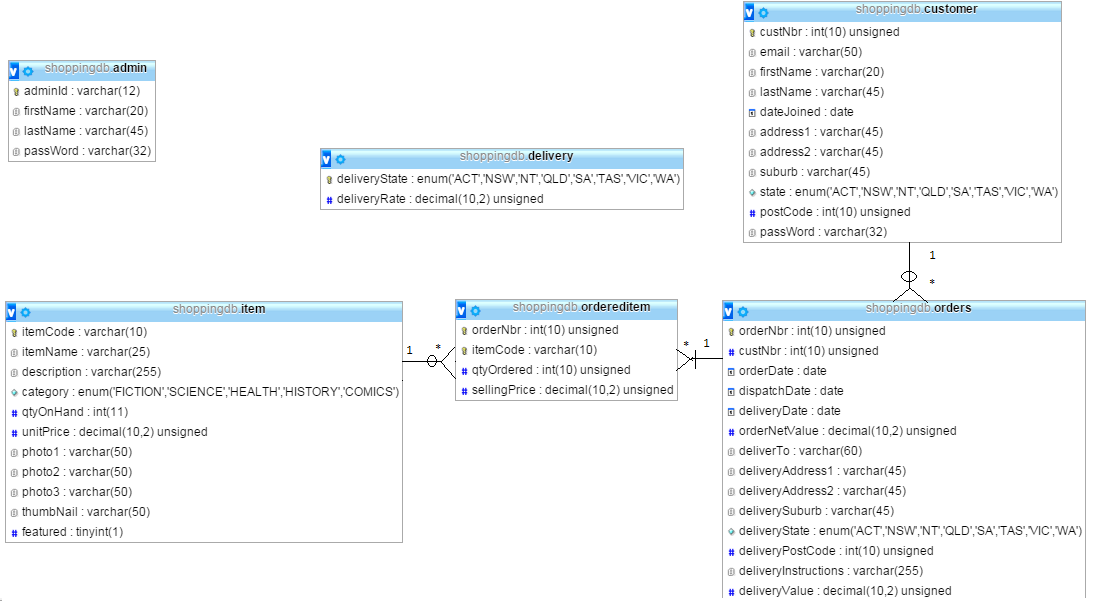 shoppingdb.admin
adminId : varchar(12)
firstName : varchar(20)
lastName : varchar(45)
passWord : varchar(32)
shoppingdb.delivery
deliveryState : enum('ACT','NSW','NT','QLD','SA','TAS','VIC','WA')
deliveryRate : decimal(10,2) unsigned
shoppingdb.customer
custNbr : int(10) unsigned
email : varchar(50)
firstName : varchar(20)
lastName : varchar(45)
dateJoined : date
address1 : varchar(45)
address2 : varchar(45)
suburb : varchar(45)
state : enum('ACT','NSW','NT','QLD','SA','TAS','VIC','WA')
postCode : int(10) unsigned
passWord : varchar(32)
1
*
shoppingdb.item
itemCode : varchar(10)
itemName : varchar(25)
description : varchar(255)
category : enum('FICTION','SCIENCE','HEALTH','HISTORY','COMICS')
qtyOnHand : int(11)
unitPrice : decimal(10,2) unsigned
photo1 : varchar(50)
photo2 : varchar(50)
photo3 : varchar(50)
thumbNail : varchar(50)
featured : tinyint(1)
1 *
shoppingdb.ordereditem
orderNbr : int(10) unsigned
itemCode : varchar(10)
qtyOrdered : int(10) unsigned
sellingPrice : decimal(10,2) unsigned
* 1
shoppingdb.orders
orderNbr : int(10) unsigned
custNbr : int(10) unsigned
orderDate : date
dispatchDate : date
deliveryDate : date
orderNetValue : decimal(10,2) unsigned
deliverTo : varchar(60)
deliveryAddress1 : varchar(45)
deliveryAddress2 : varchar(45)
deliverySuburb : varchar(45)
deliveryState : enum('ACT','NSW','NT','QLD','SA','TAS','VIC','WA')
deliveryPostCode : int(10) unsigned
deliveryInstructions : varchar(255)
deliveryValue : decimal(10,2) unsigned